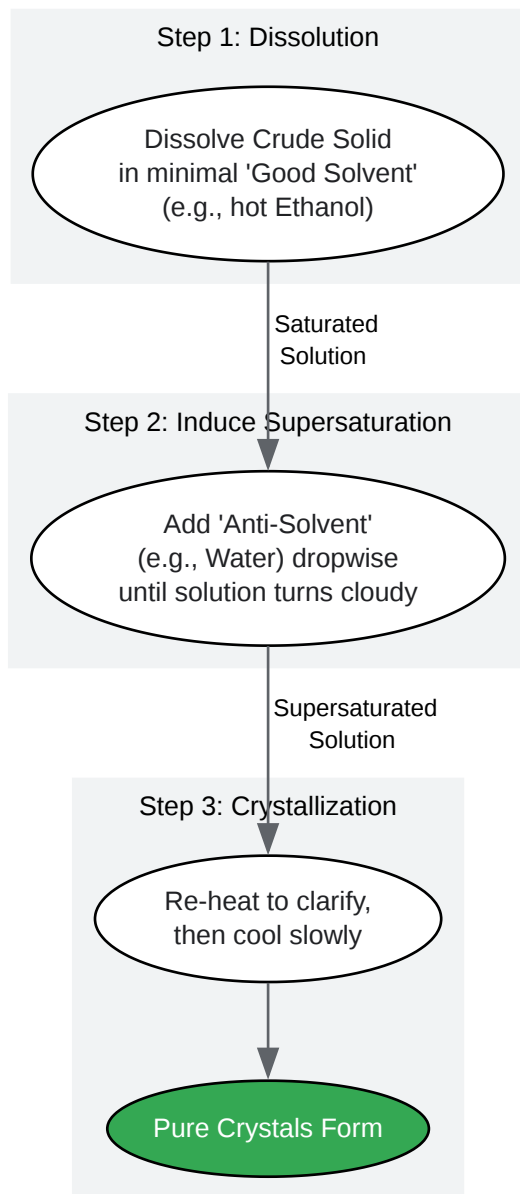 Step 1: Dissolution
Dissolve Crude Solid
in minimal 'Good Solvent'
(e.g., hot Ethanol)
Saturated
Solution
Step 2: Induce Supersaturation
Add 'Anti-Solvent'
(e.g., Water) dropwise
until solution turns cloudy
Supersaturated
Solution
Step 3: Crystallization
Re-heat to clarify,
then cool slowly
Pure Crystals Form